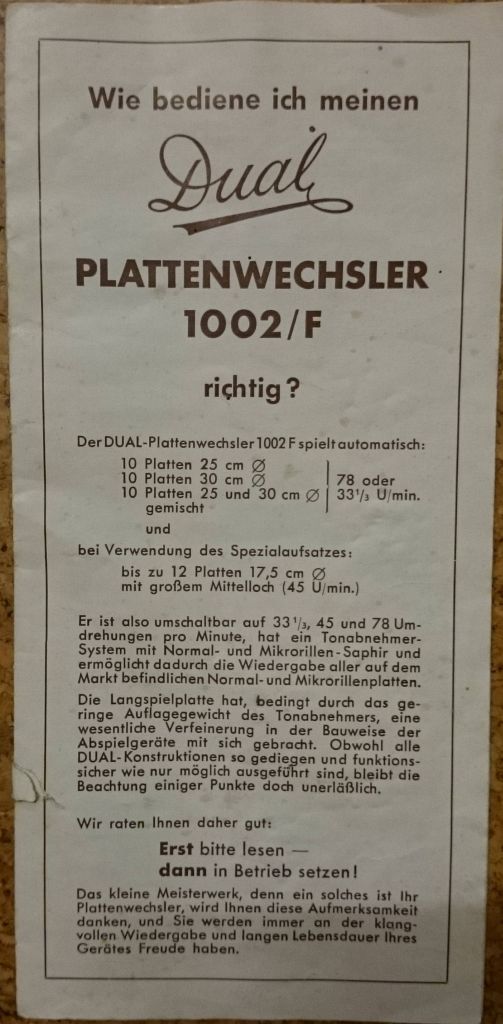 Wie bediene ich meinen
Dual
PLATTENWECHSLER
1002/F
richtig?
Der DUAL-Plattenwechsler 1002 F spielt automatisch:
10 Platten 25 cm ∅
10 Platten 30 cm ∅ 78 oder
10 Platten 25 und 30 cm ∅ 33 1/3 U/min.
gemischt
und
bei Verwendung des Spezialaufsatzes:
bis zu 12 Platten 17,5 cm ∅
mit großem Mittelloch (45 U/min.)
Er ist also umschaltbar auf 33 1/3, 45 und 78 Um-
drehungen pro Minute, hat ein Tonabnehmer-
System mit Normal- und Mikrorillen-Saphir und
ermöglicht dadurch die Wiedergabe aller auf dem
Markt befindlichen Normal- und Mikrorillenplatten.
Die Langspielplatte hat, bedingt durch das ge-
ringe Auflagegewicht des Tonabnehmers, eine
wesentliche Verfeinerung in der Bauweise der
Abspielgeräte mit sich gebracht. Obwohl alle
DUAL-Konstruktionen so gediegen und funktions-
sicher wie nur möglich ausgeführt sind, bleibt die
Beachtung einiger Punkte doch unerläßlich.
Wir raten Ihnen daher gut:
Erst bitte lesen —
dann in Betrieb setzen!
Das kleine Meisterwerk, denn ein solches ist Ihr
Plattenwechsler, wird Ihnen diese Aufmerksamkeit
danken, und Sie werden immer an der klang-
vollen Wiedergabe und langen Lebensdauer Ihres
Gerätes Freude haben.